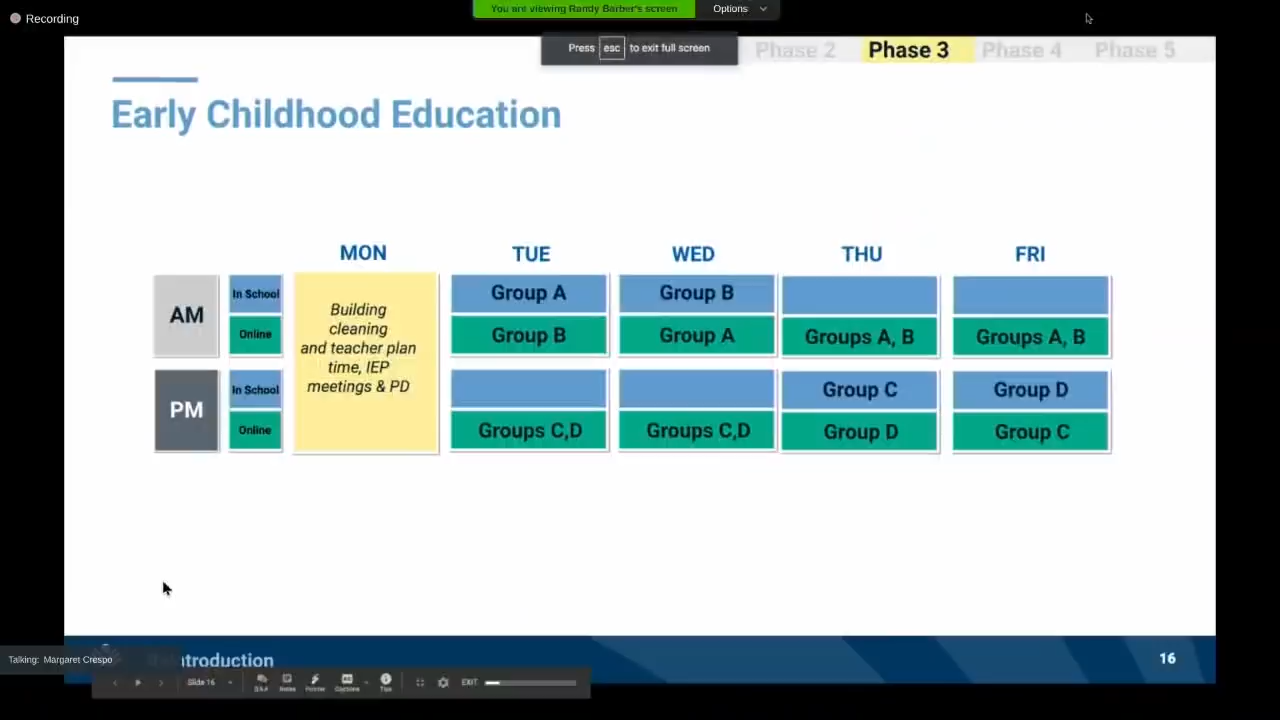 Recording
You are viewing Randy Barber's screen
Options
Press esc to exit full screen
Phase 2
Phase 3
Phase 4
Phase 5
Early Childhood Education
MON
TUE
WED
THU
FRI
AM
In School
Group A
Group B
Online
Group B
Group A
Groups A, B
Groups A, B
Building
cleaning
and teacher plan
time, IEP
meetings & PD
PM
In School
Group C
Group D
Online
Groups C,D
Groups C,D
Group D
Group C
Talking: Margaret Crespo
ntroduction
16
Slide 16
Q&A
Notes
Pointer
Captions
Tips
EXIT